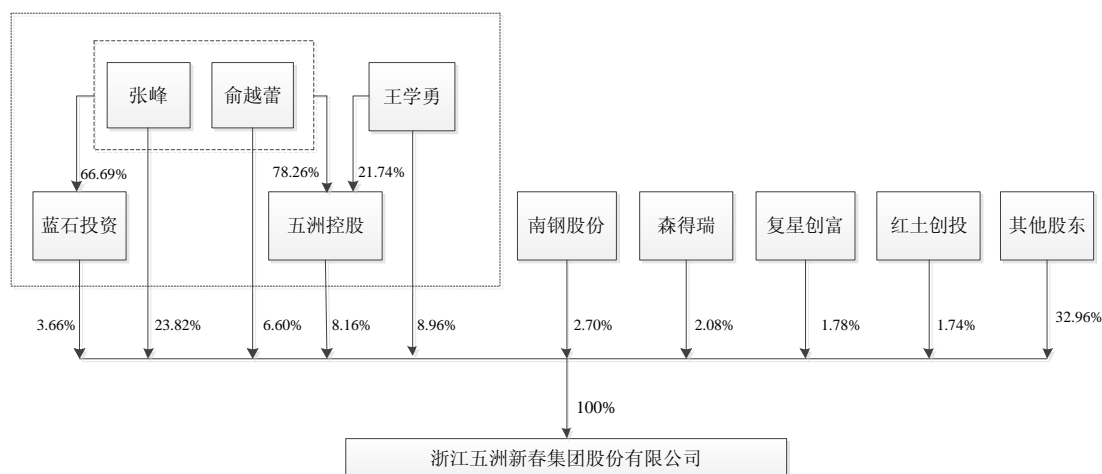 张峰
俞越蕾
王学勇
66.69%
78.26%
21.74%
蓝石投资
五洲控股
南钢股份
森得瑞
复星创富
红土创投
其他股东
3.66%
23.82%
6.60%
8.16%
8.96%
2.70%
2.08%
1.78%
1.74%
32.96%
100%
浙江五洲新春集团股份有限公司